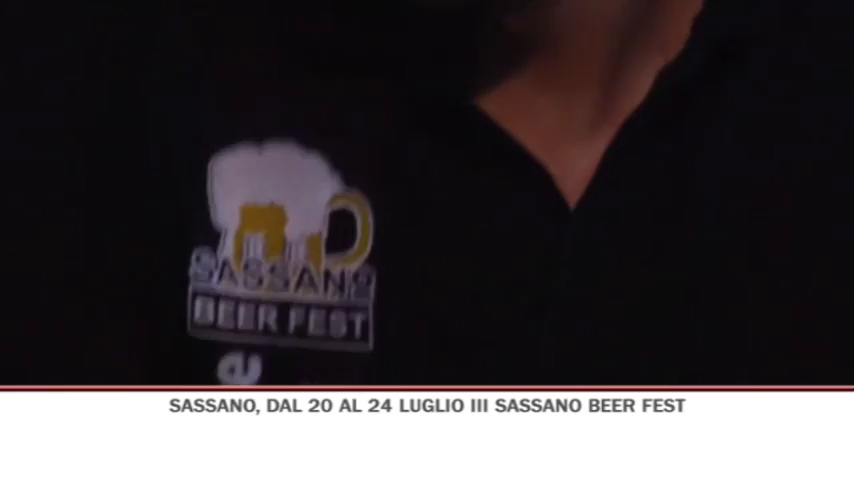 SASSANO
BEER FEST
e
SASSANO, DAL 20 AL 24 LUGLIO III SASSANO BEER FEST